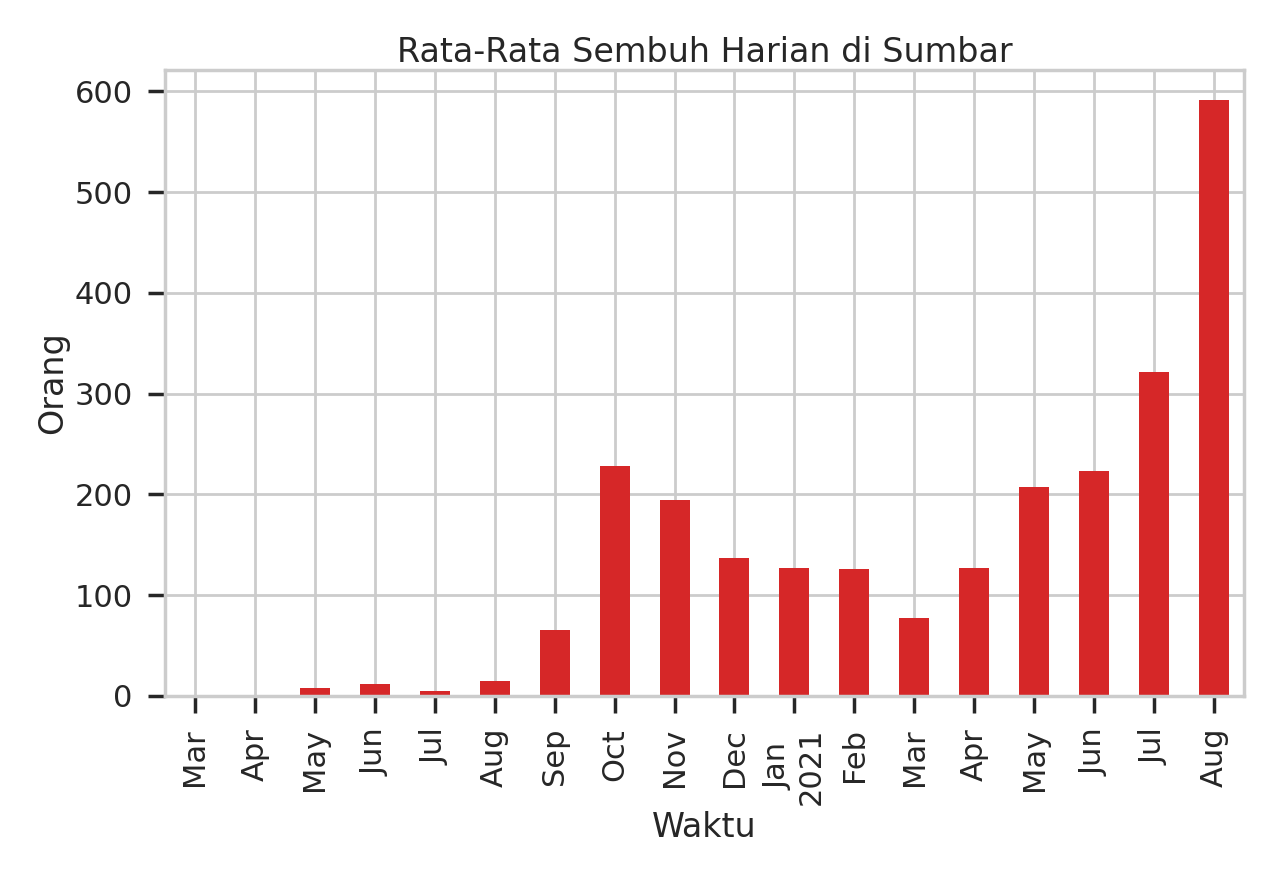 Rata-Rata Sembuh Harian di Sumbar
600
500
400
300
200
100
0
Orang
Mar
Apr
May
Jun
Jul
Aug
Sep
Oct
Nov
Dec
Jan
2021
Feb
Mar
Apr
May
Jun
Jul
Aug
Waktu